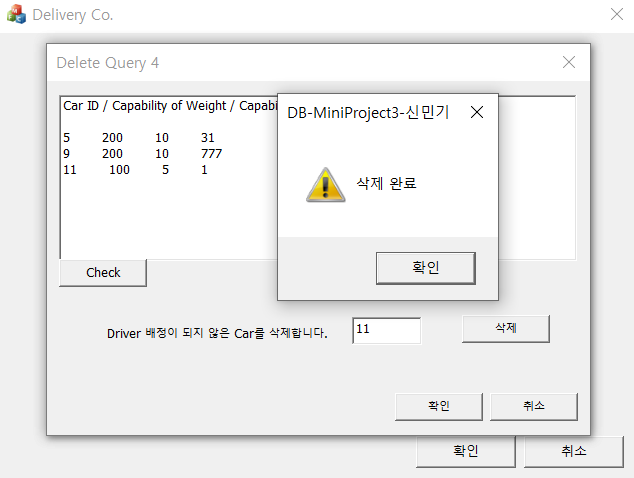 Delivery Co.
Delete Query 4
Car ID / Capability of Weight / Capabi
5 200 10 31
9 200 10 777
11 100 5 1
DB-MiniProject3-신민기
삭제 완료
확인
Check
Driver 배정이 되지 않은 Car를 삭제합니다.
11
삭제
확인
취소
확인
취소